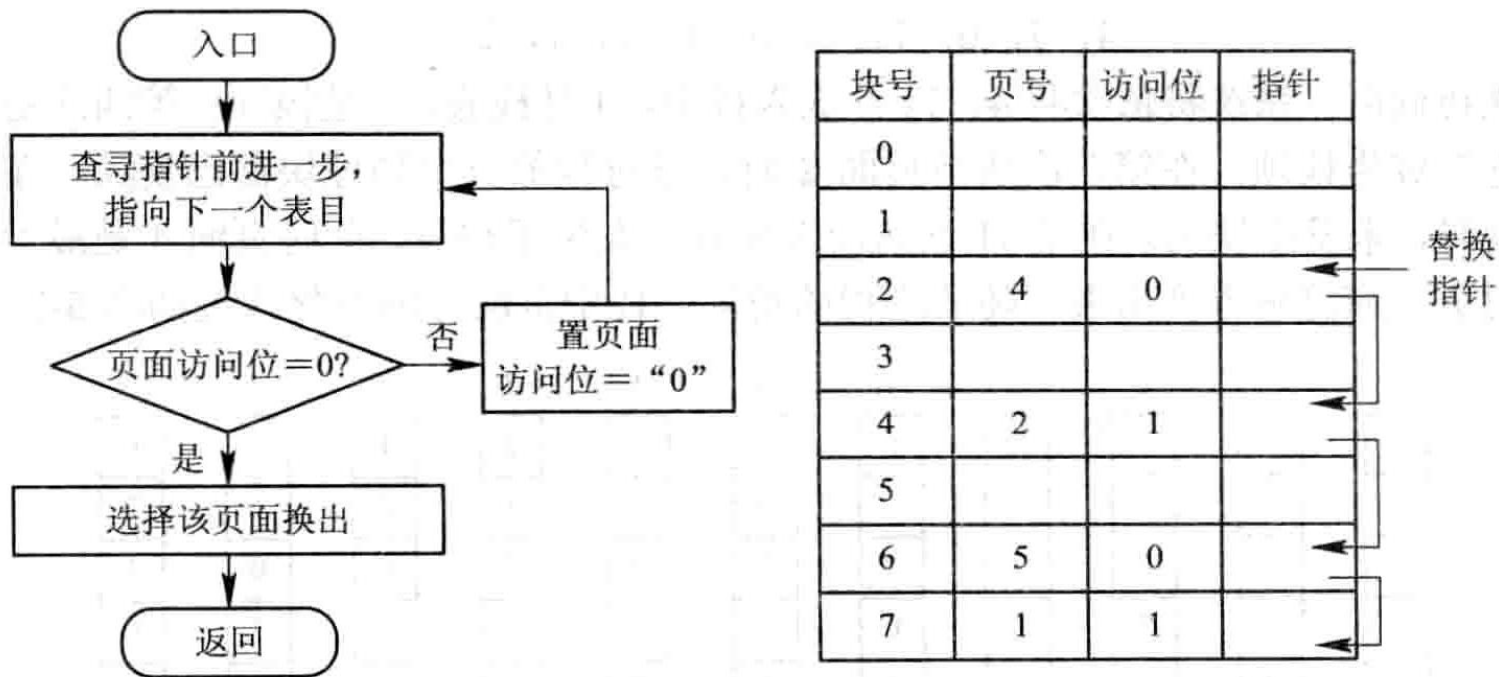 入口
查寻指针前进一步，
指向下一个表目
页面访问位＝0?
否
置页面
访问位＝“0”
是
选择该页面换出
返回
块号 页号 访问位 指针
0
1
2 4 0
3
4 2 1
5
6 5 0
7 1 1
替换
指针